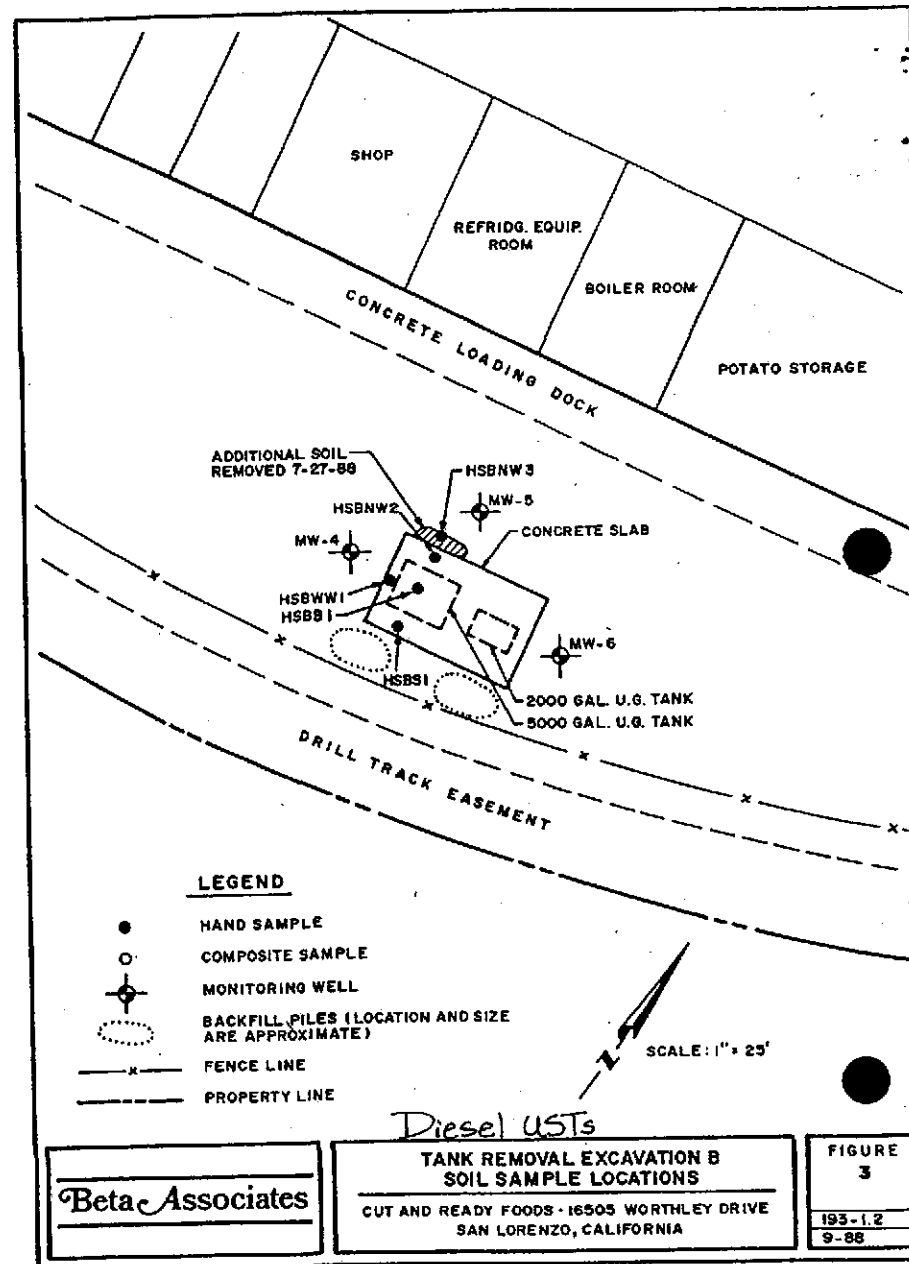 SHOP
REFRIDG. EQUIP.
ROOM
BOILER ROOM
POTATO STORAGE
CONCRETE LOADING DOCK
ADDITIONAL SOIL
REMOVED 7-27-88
HSBNW3
HSBNW2
MW-5
CONCRETE SLAB
MW-4
HSBWW1
HSBB1
MW-6
HSBS1
2000 GAL. U.G. TANK
5000 GAL. U.G. TANK
DRILL TRACK EASEMENT
LEGEND
HAND SAMPLE
COMPOSITE SAMPLE
MONITORING WELL
BACKFILL PILES (LOCATION AND SIZE
ARE APPROXIMATE)
FENCE LINE
PROPERTY LINE
N
SCALE: 1" = 25'
Diesel USTs
Beta Associates
TANK REMOVAL EXCAVATION B
SOIL SAMPLE LOCATIONS
CUT AND READY FOODS - 16505 WORTHLEY DRIVE
SAN LORENZO, CALIFORNIA
FIGURE
3
193-1.2
9-88